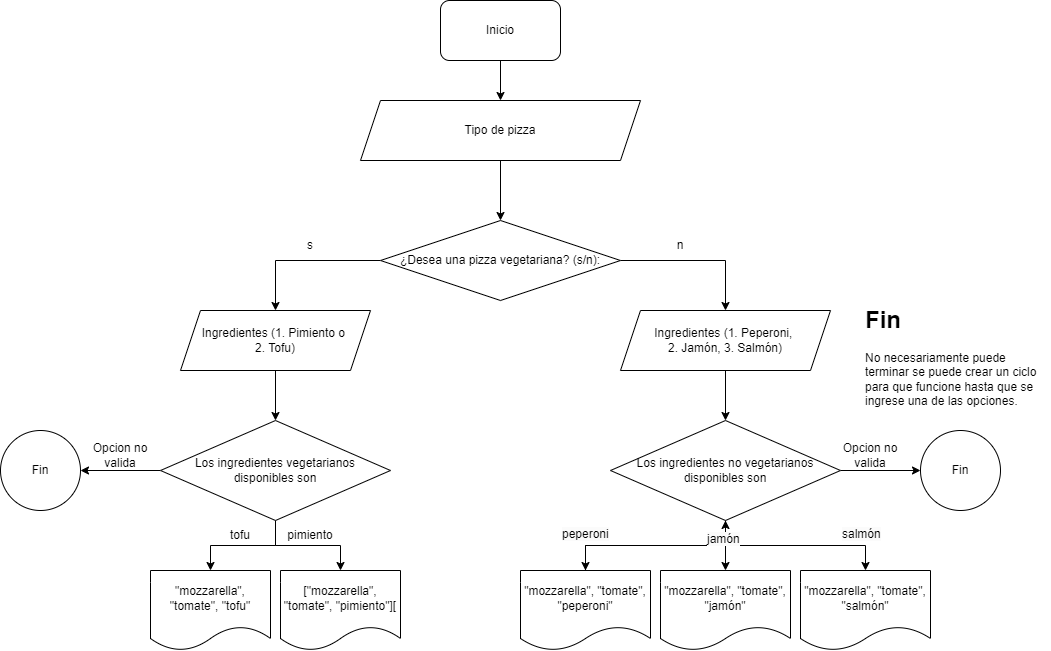 Inicio
Tipo de pizza
s
¿Desea una pizza vegetariana? (s/n):
n
Ingredientes (1. Pimiento o
2. Tofu)
Ingredientes (1. Peperoni,
2. Jamón, 3. Salmón)
Fin
No necesariamente puede
terminar se puede crear un ciclo
para que funcione hasta que se
ingrese una de las opciones.
Fin
Opcion no
valida
Los ingredientes vegetarianos
disponibles son
Los ingredientes no vegetarianos
disponibles son
Opcion no
valida
Fin
tofu
pimiento
peperoni
jamón
salmón
"mozzarella",
"tomate", "tofu"
["mozzarella",
"tomate", "pimiento"][
"mozzarella", "tomate",
"peperoni"
"mozzarella", "tomate",
"jamón"
"mozzarella", "tomate",
"salmón"